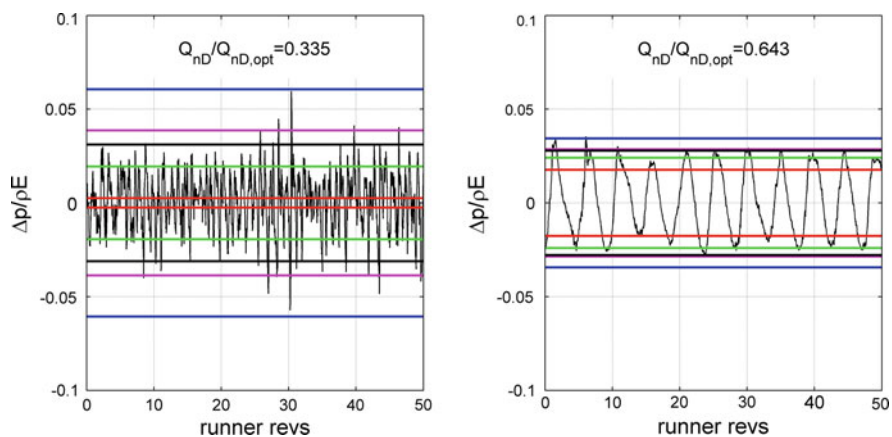 0.1
0.05
0
-0.05
-0.1
Δp/ρE
Q_nD/Q_nD,opt=0.335
0 10 20 30 40 50
runner revs
0.1
0.05
0
-0.05
-0.1
Δp/ρE
Q_nD/Q_nD,opt=0.643
0 10 20 30 40 50
runner revs